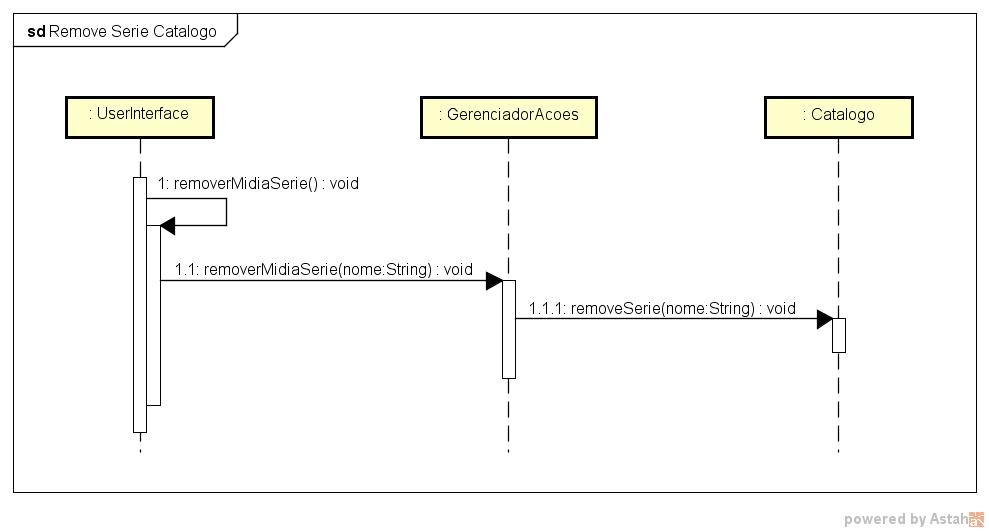 sd Remove Serie Catalogo
: UserInterface
: GerenciadorAcoes
: Catalogo
1: removerMidiaSerie() : void
1.1: removerMidiaSerie(nome:String) : void
1.1.1: removeSerie(nome:String) : void
powered by Astah